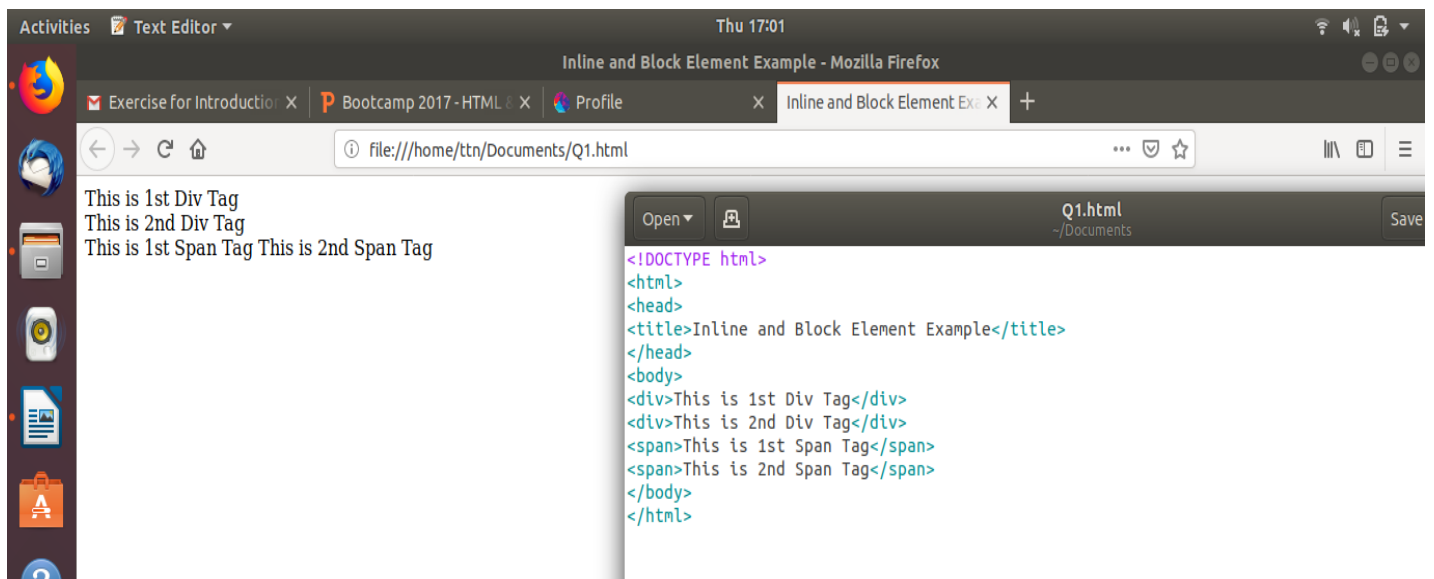 Activities Text Editor Thu 17:01
Inline and Block Element Example - Mozilla Firefox
Exercise for Introduction Bootcamp 2017 - HTML & Profile Inline and Block Element Exa
file:///home/ttn/Documents/Q1.html
This is 1st Div Tag
This is 2nd Div Tag
This is 1st Span Tag This is 2nd Span Tag
Open Q1.html Save
~/Documents
<!DOCTYPE html>
<html>
<head>
<title>Inline and Block Element Example</title>
</head>
<body>
<div>This is 1st Div Tag</div>
<div>This is 2nd Div Tag</div>
<span>This is 1st Span Tag</span>
<span>This is 2nd Span Tag</span>
</body>
</html>